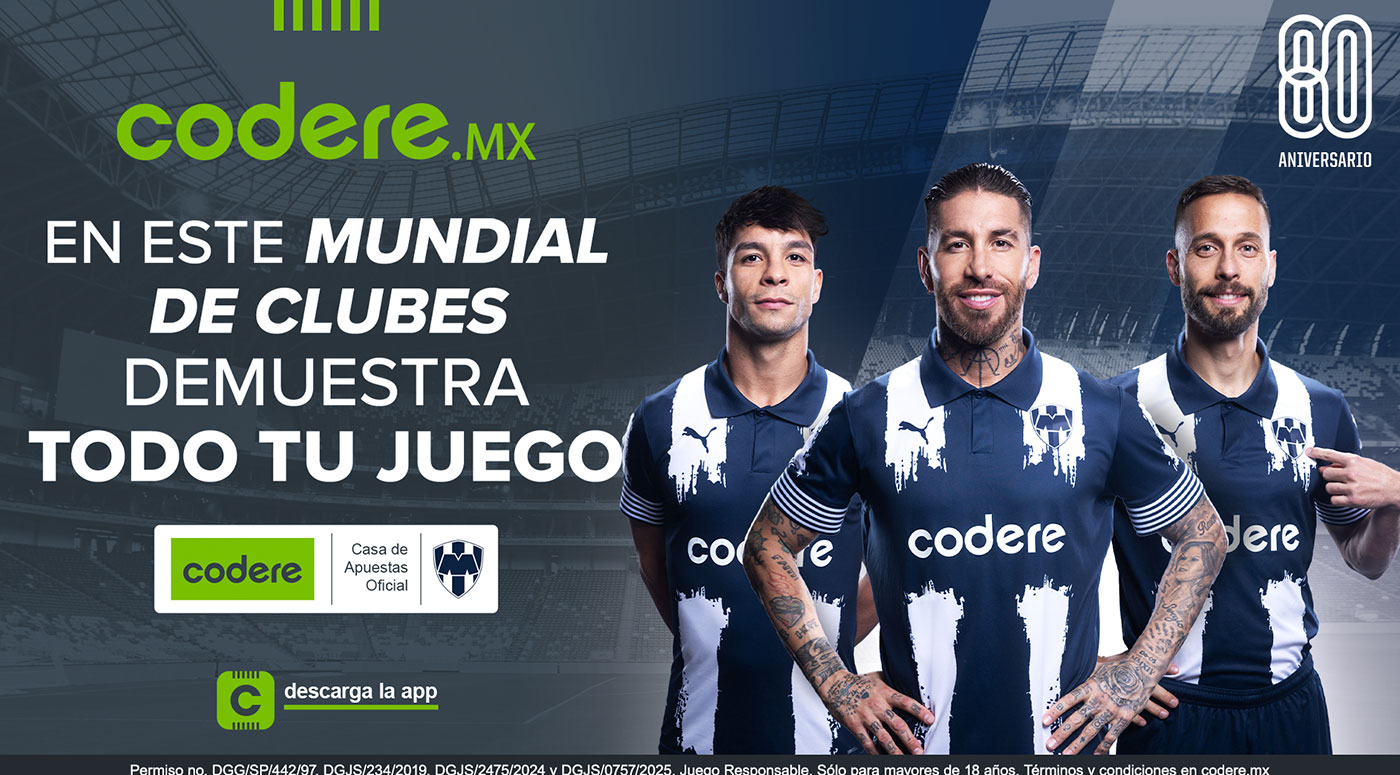 codere.MX
EN ESTE MUNDIAL
DE CLUBES
DEMUESTRA
TODO TU JUEGO
codere
Casa de
Apuestas
Oficial
C
descarga la app
80
ANIVERSARIO
codere
codere
codere
Permiso no. DGG/SP/442/97, DGJS/234/2019, DGJS/2475/2024 y DGJS/0757/2025. Juego Responsable. Sólo para mayores de 18 años. Términos y condiciones en codere.mx